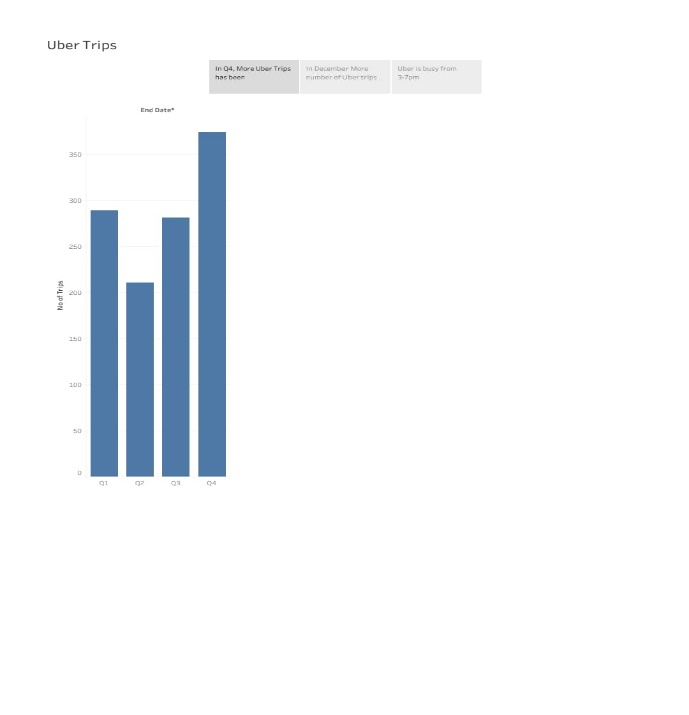 Uber Trips
In Q4, More Uber Trips
has been
In December More
number of Uber trips
Uber is busy from
3-7pm
End Date*
350
300
250
200
150
100
50
0
No of Trips
Q1 Q2 Q3 Q4